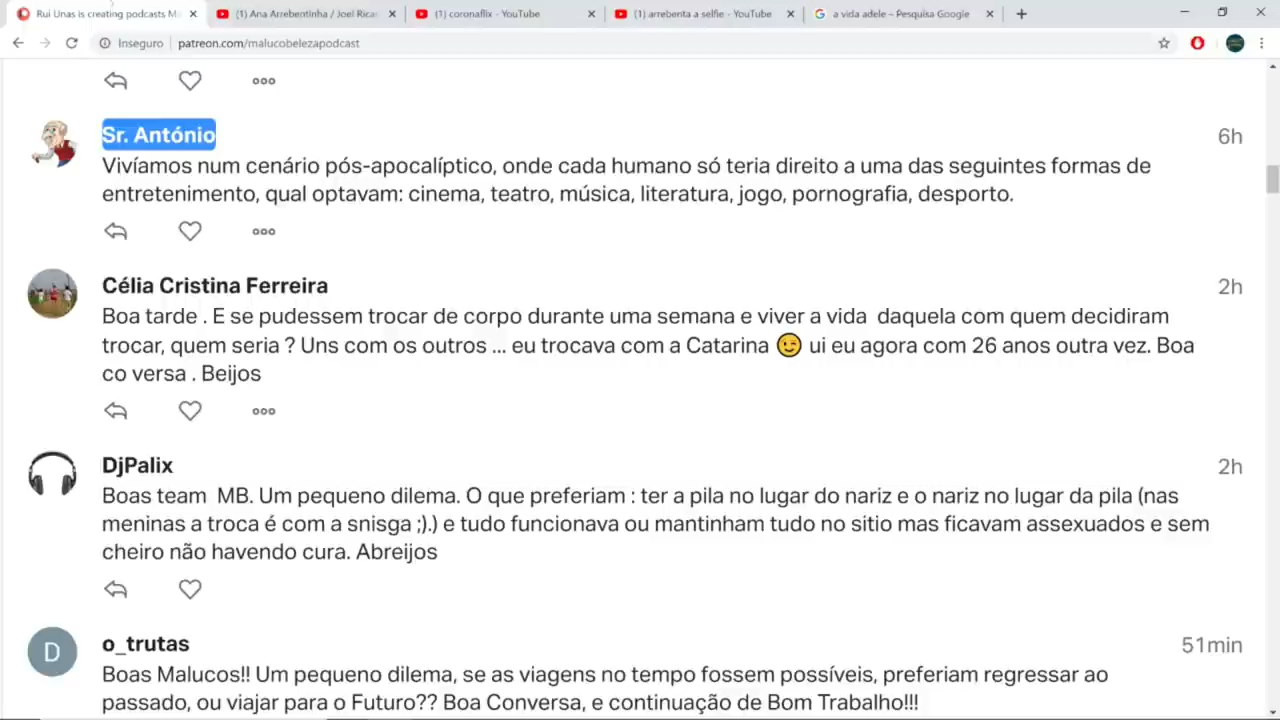 Rui Unas is creating podcasts M
(1) Ana Arrebentinha / Joel Rica
(1) coronaflix - YouTube
(1) arrebenta a selfie - YouTube
a vida adele - Pesquisa Google
Inseguro
patreon.com/malucobelezapodcast
Sr. António
6h
Vivíamos num cenário pós-apocalíptico, onde cada humano só teria direito a uma das seguintes formas de
entretenimento, qual optavam: cinema, teatro, música, literatura, jogo, pornografia, desporto.
Célia Cristina Ferreira
2h
Boa tarde . E se pudessem trocar de corpo durante uma semana e viver a vida daquela com quem decidiram
trocar, quem seria ? Uns com os outros ... eu trocava com a Catarina 😉 ui eu agora com 26 anos outra vez. Boa
co versa . Beijos
DjPalix
2h
Boas team MB. Um pequeno dilema. O que preferiam : ter a pila no lugar do nariz e o nariz no lugar da pila (nas
meninas a troca é com a snisga ;).) e tudo funcionava ou mantinham tudo no sitio mas ficavam assexuados e sem
cheiro não havendo cura. Abreijos
D
o_trutas
51min
Boas Malucos!! Um pequeno dilema, se as viagens no tempo fossem possíveis, preferiam regressar ao
passado, ou viajar para o Futuro?? Boa Conversa, e continuação de Bom Trabalho!!!